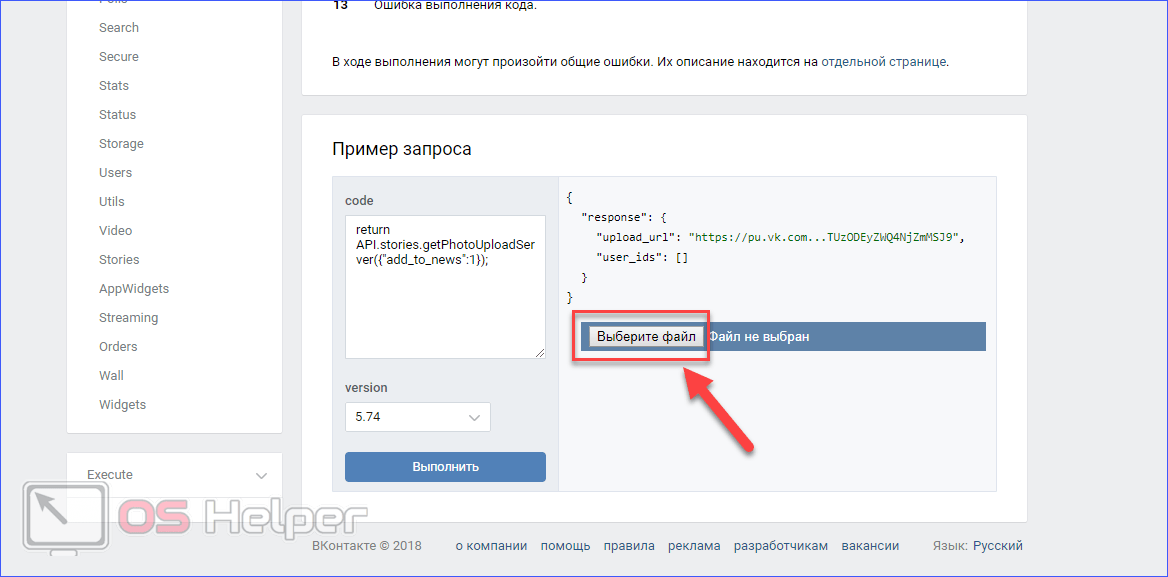 13 Ошибка выполнения кода.
Search
Secure
Stats
Status
Storage
Users
Utils
Video
Stories
AppWidgets
Streaming
Orders
Wall
Widgets
Execute
В ходе выполнения могут произойти общие ошибки. Их описание находится на отдельной странице.
Пример запроса
code
return
API.stories.getPhotoUploadSer
ver({"add_to_news":1});
version
5.74
Выполнить
{
"response": {
"upload_url": "https://pu.vk.com...TUzODEyZWQ4NjZmMSJ9",
"user_ids": []
}
}
Выберите файл Файл не выбран
OS Helper
ВКонтакте © 2018 о компании помощь правила реклама разработчикам вакансии Язык: Русский